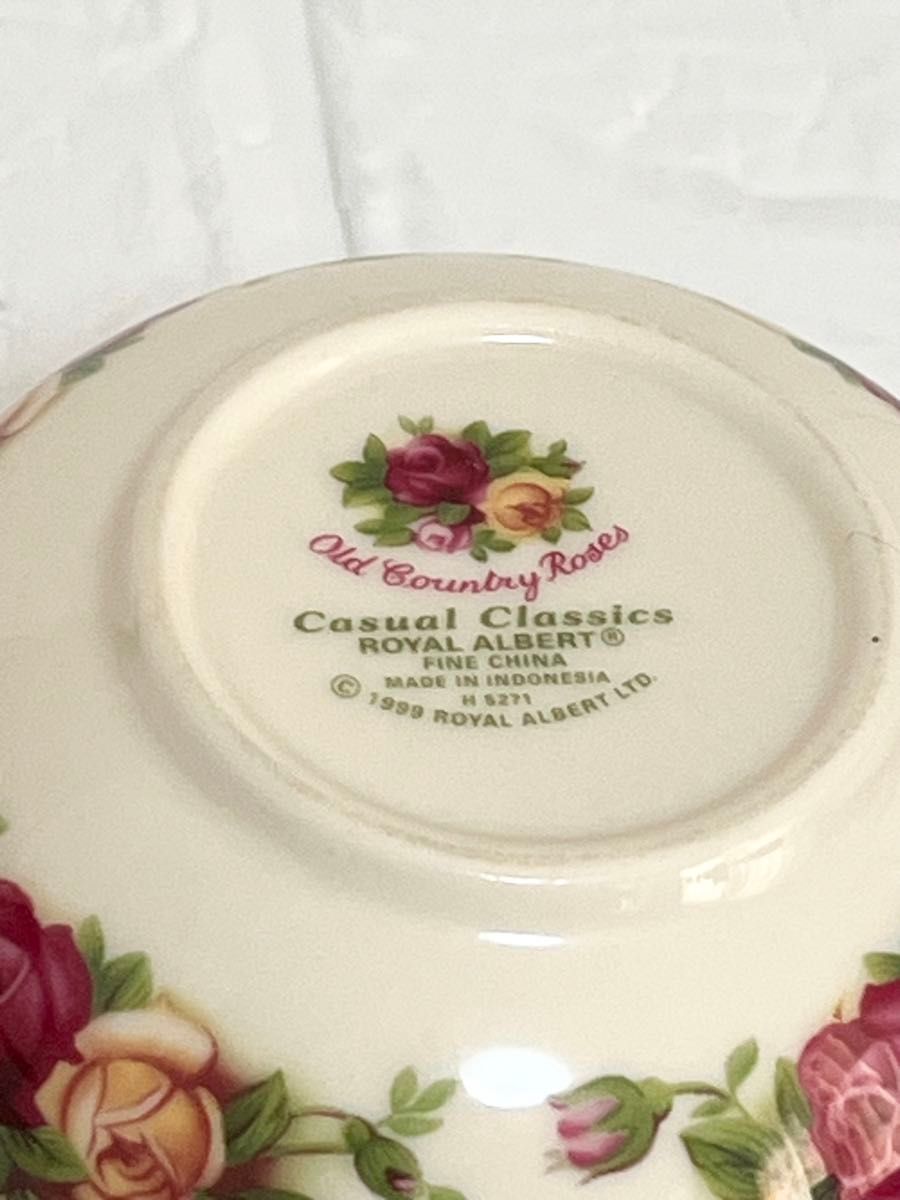 Old Country Roses
Casual Classics
ROYAL ALBERT®
FINE CHINA
MADE IN INDONESIA
H 5271
© 1999 ROYAL ALBERT LTD.